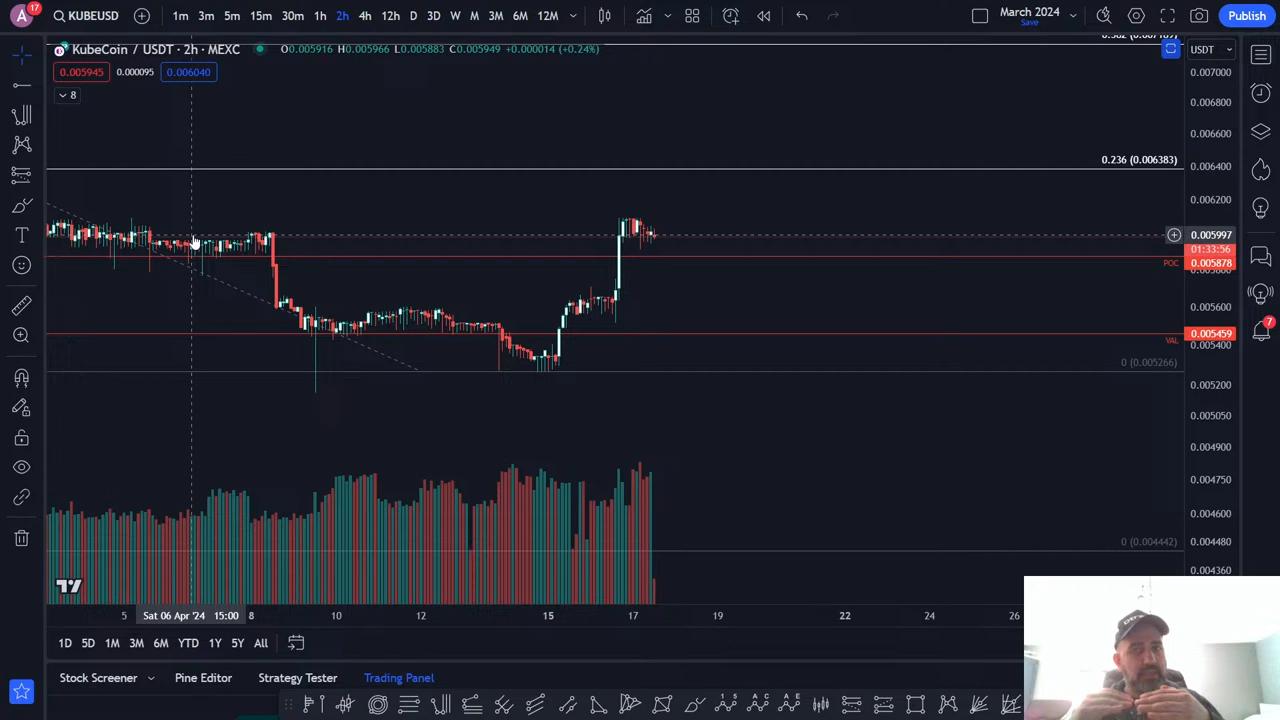 A 17 KUBEUSD 1m 3m 5m 15m 30m 1h 2h 4h 12h D 3D W M 3M 6M 12M March 2024 Save Publish
KubeCoin / USDT · 2h · MEXC O0.005916 H0.005966 L0.005883 C0.005949 +0.000014 (+0.24%) USDT
0.005945 0.000095 0.006040
8
0.007000
0.006800
0.006600
0.236 (0.006383)
0.006400
0.006200
0.005997
01:33:56
POC 0.005878
0.005600
0.005459
VAL
0.005400
0 (0.005266)
0.005200
0.005050
0.004900
0.004750
0.004600
0 (0.004442)
0.004480
0.004360
7
5 Sat 06 Apr '24 15:00 8 10 12 15 17 19 22 24 26
1D 5D 1M 3M 6M YTD 1Y 5Y All
Stock Screener Pine Editor Strategy Tester Trading Panel